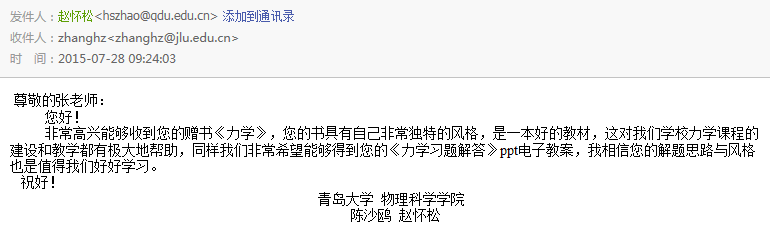 发件人：赵怀松<hszhao@qdu.edu.cn> 添加到通讯录
收件人：zhanghz<zhanghz@jlu.edu.cn>
时 间：2015-07-28 09:24:03
尊敬的张老师：
您好！
非常高兴能够收到您的赠书《力学》，您的书具有自己非常独特的风格，是一本好的教材，这对我们学校力学课程的
建设和教学都有极大地帮助，同样我们非常希望能够得到您的《力学习题解答》ppt电子教案，我相信您的解题思路与风格
也是值得我们好好学习。
祝好！
青岛大学 物理科学学院
陈沙鸥 赵怀松